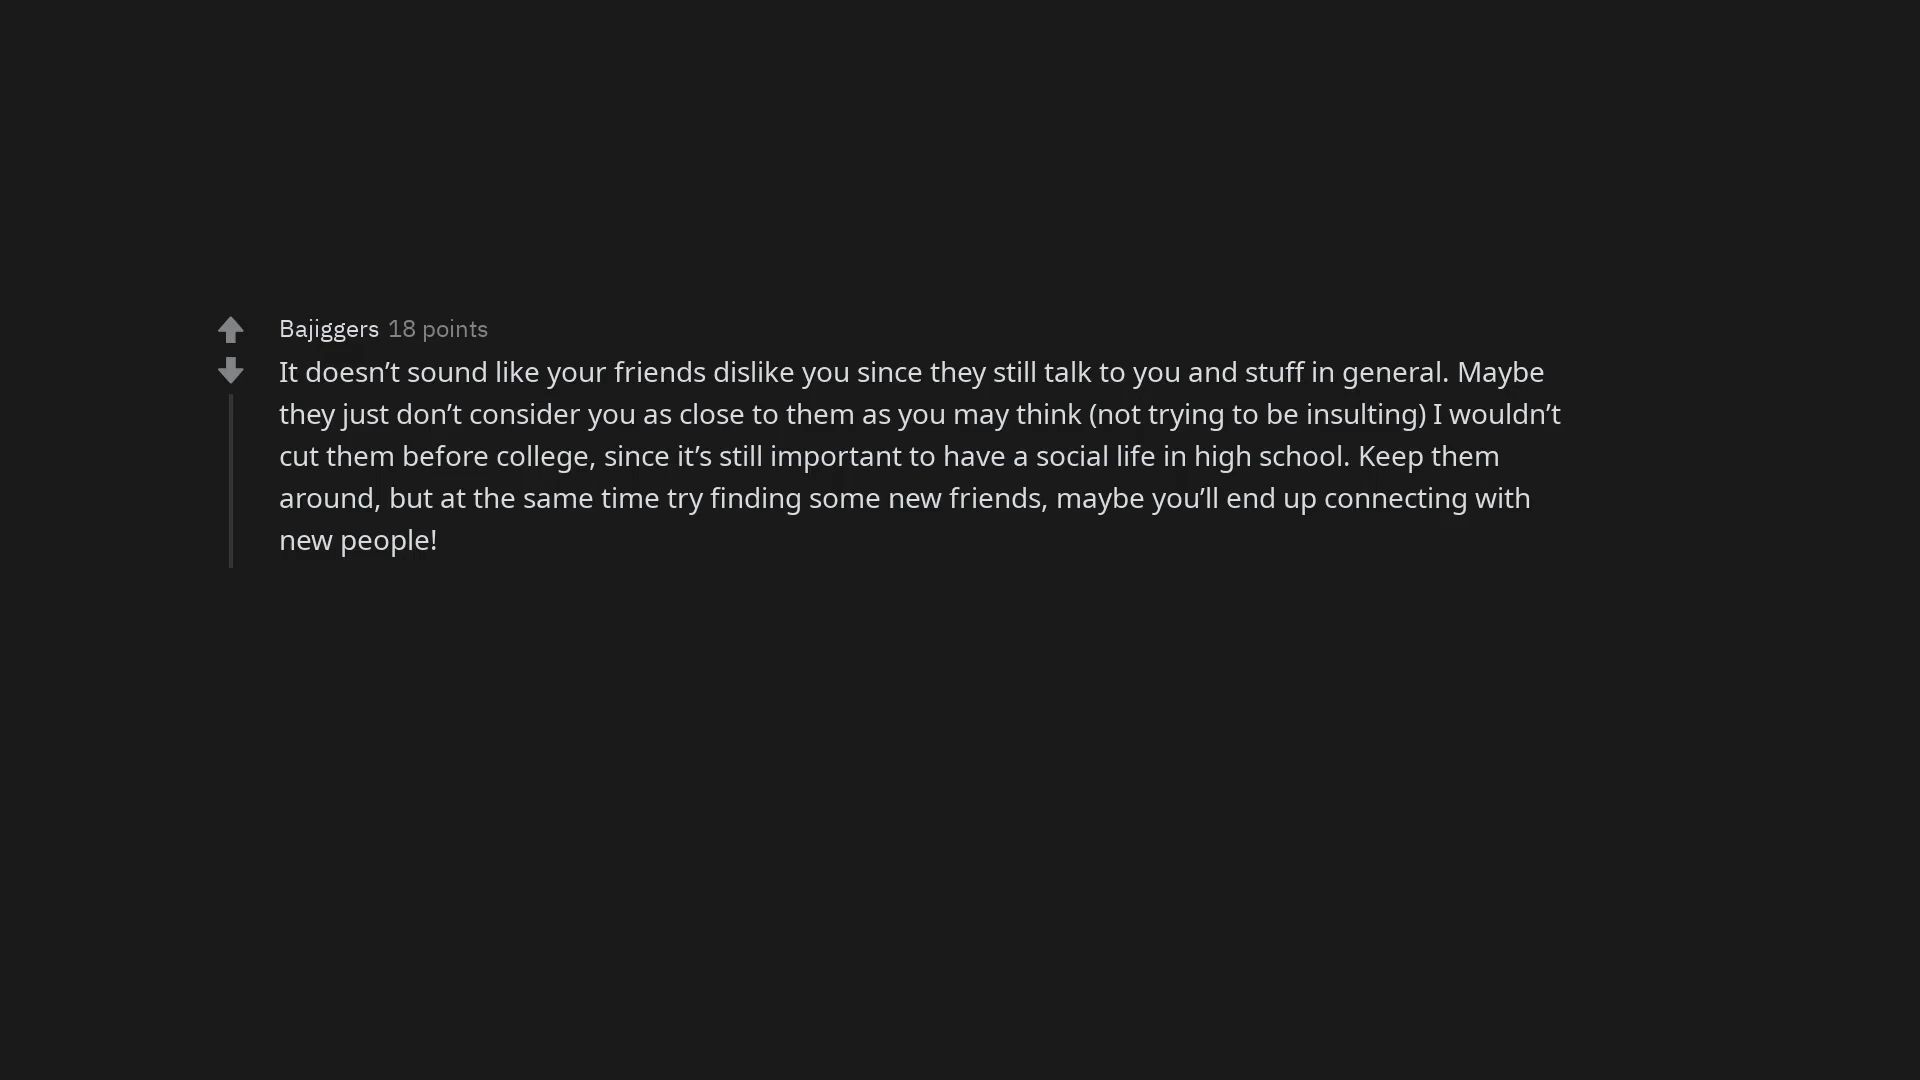 Bajiggers 18 points
It doesn’t sound like your friends dislike you since they still talk to you and stuff in general. Maybe
they just don’t consider you as close to them as you may think (not trying to be insulting) I wouldn’t
cut them before college, since it’s still important to have a social life in high school. Keep them
around, but at the same time try finding some new friends, maybe you’ll end up connecting with
new people!